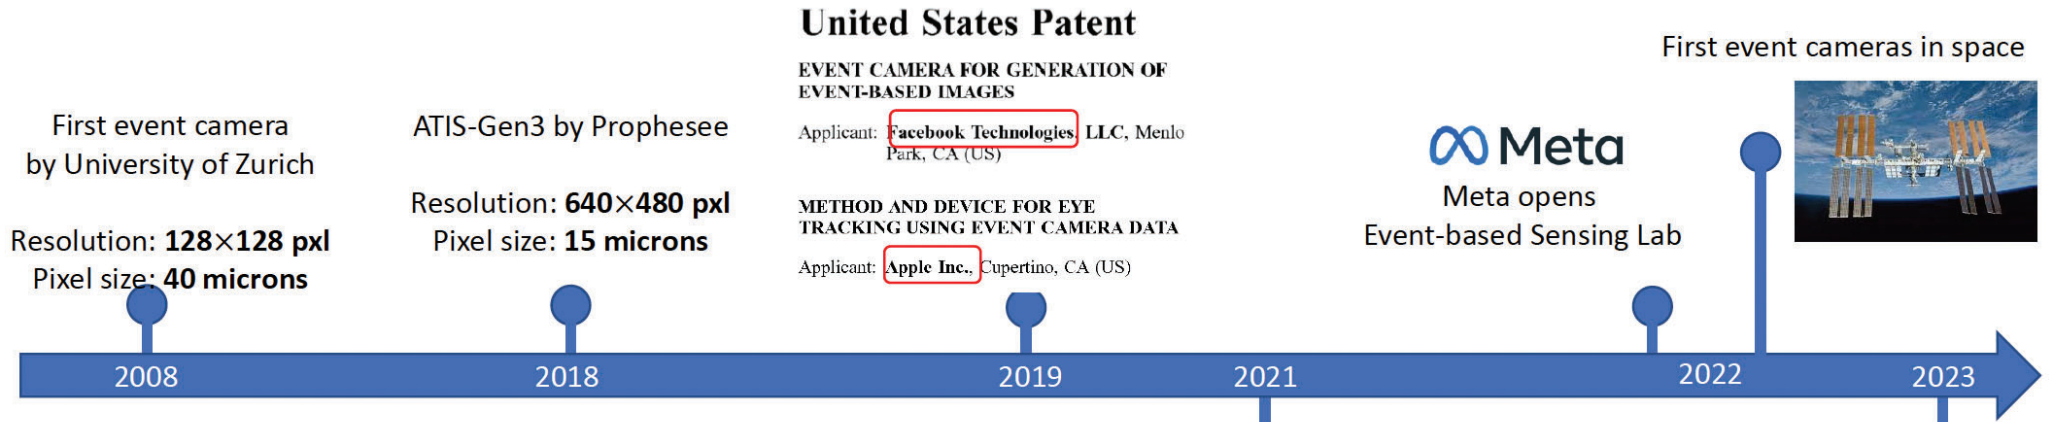 First event camera
by University of Zurich
Resolution: 128×128 pxl
Pixel size: 40 microns
ATIS-Gen3 by Prophesee
Resolution: 640×480 pxl
Pixel size: 15 microns
United States Patent
EVENT CAMERA FOR GENERATION OF
EVENT-BASED IMAGES
Applicant: Facebook Technologies, LLC, Menlo
Park, CA (US)
METHOD AND DEVICE FOR EYE
TRACKING USING EVENT CAMERA DATA
Applicant: Apple Inc., Cupertino, CA (US)
Meta
Meta opens
Event-based Sensing Lab
First event cameras in space
2008
2018
2019
2021
2022
2023